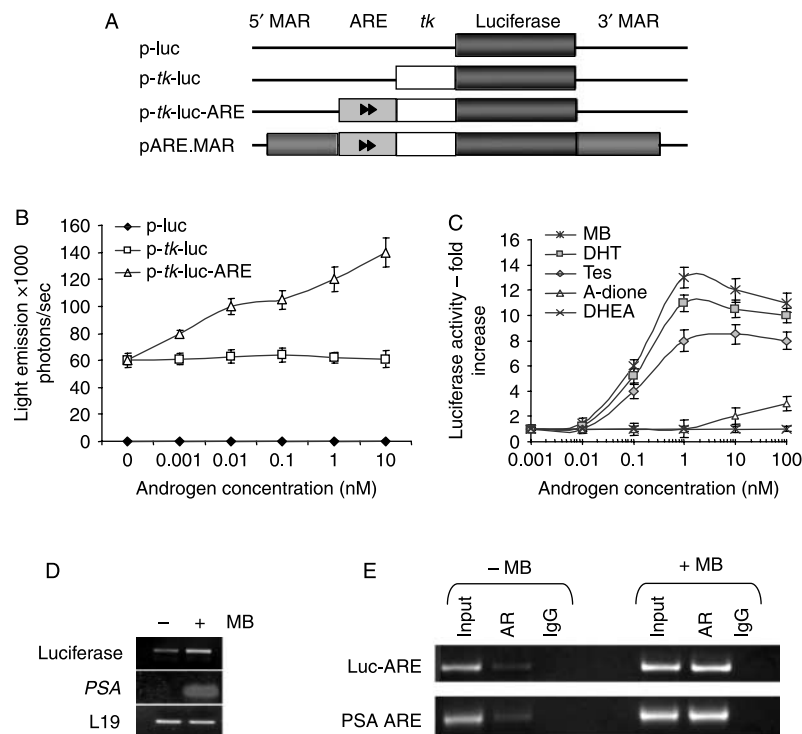 A
5′ MAR ARE tk Luciferase 3′ MAR
p-luc
p-tk-luc
p-tk-luc-ARE
pARE.MAR
B
p-luc
p-tk-luc
p-tk-luc-ARE
Light emission ×1000
photons/sec
160
140
120
100
80
60
40
20
0
0 0.001 0.01 0.1 1 10
Androgen concentration (nM)
C
MB
DHT
Tes
A-dione
DHEA
Luciferase activity – fold
increase
16
14
12
10
8
6
4
2
0
0.001 0.01 0.1 1 10 100
Androgen concentration (nM)
D
– + MB
Luciferase
PSA
L19
E
– MB + MB
Input AR IgG Input AR IgG
Luc-ARE
PSA ARE